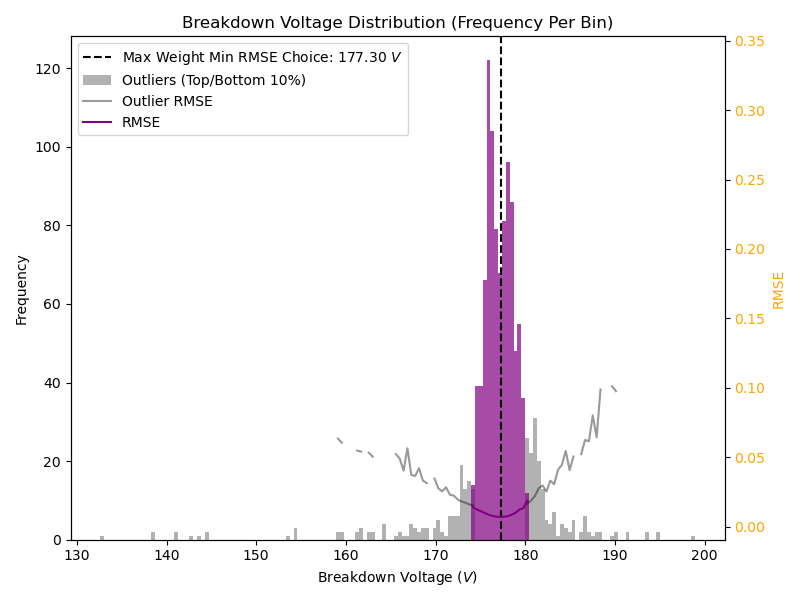 Breakdown Voltage Distribution (Frequency Per Bin)
Max Weight Min RMSE Choice: 177.30 V
Outliers (Top/Bottom 10%)
Outlier RMSE
RMSE
Frequency
120
100
80
60
40
20
0
0.35
0.30
0.25
0.20
0.15
0.10
0.05
0.00
RMSE
130 140 150 160 170 180 190 200
Breakdown Voltage (V)